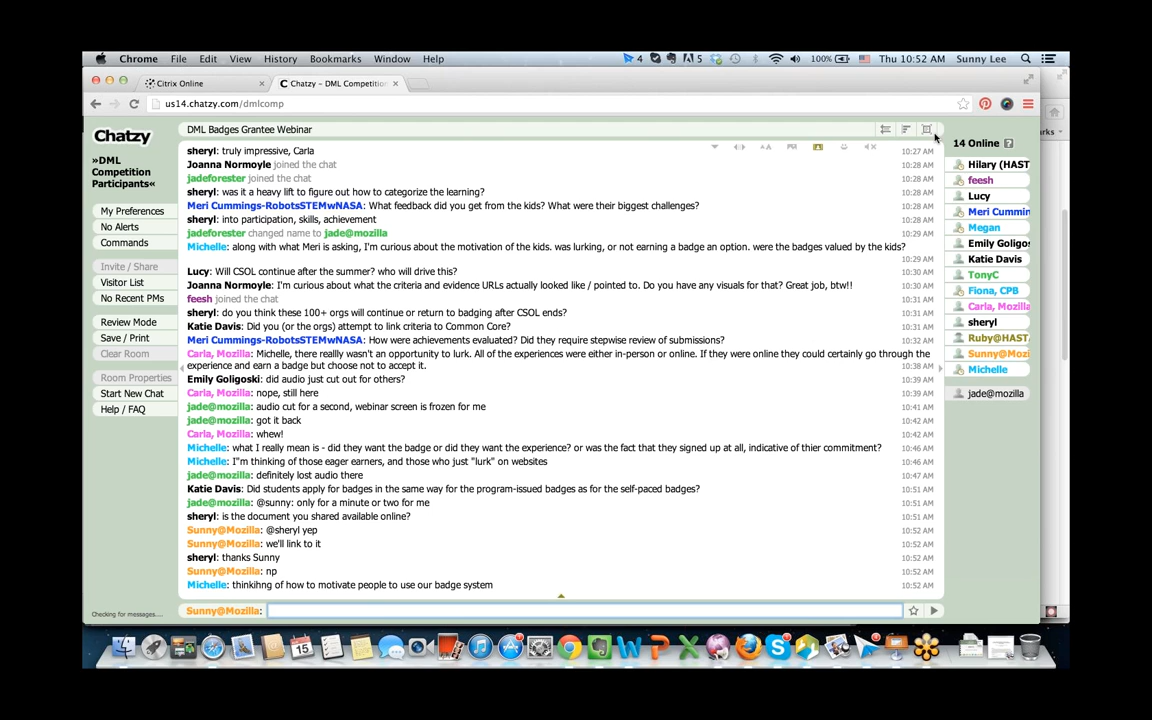 Chrome File Edit View History Bookmarks Window Help 4 5 100% Thu 10:52 AM Sunny Lee
Citrix Online × Chatzy – DML Competition ×
us14.chatzy.com/dmlcomp
Chatzy
»DML
Competition
Participants«
My Preferences
No Alerts
Commands
Invite / Share
Visitor List
No Recent PMs
Review Mode
Save / Print
Clear Room
Room Properties
Start New Chat
Help / FAQ
Checking for messages....
DML Badges Grantee Webinar
sheryl: truly impressive, Carla 10:27 AM
Joanna Normoyle joined the chat 10:28 AM
jadeforester joined the chat 10:28 AM
sheryl: was it a heavy lift to figure out how to categorize the learning? 10:28 AM
Meri Cummings-RobotsSTEMwNASA: What feedback did you get from the kids? What were their biggest challenges? 10:28 AM
sheryl: into participation, skills, achievement 10:28 AM
jadeforester changed name to jade@mozilla 10:29 AM
Michelle: along with what Meri is asking, I'm curious about the motivation of the kids. was lurking, or not earning a badge an option. were the badges valued by the kids?
10:29 AM
Lucy: Will CSOL continue after the summer? who will drive this? 10:30 AM
Joanna Normoyle: I'm curious about what the criteria and evidence URLs actually looked like / pointed to. Do you have any visuals for that? Great job, btw!! 10:30 AM
feesh joined the chat 10:31 AM
sheryl: do you think these 100+ orgs will continue or return to badging after CSOL ends? 10:31 AM
Katie Davis: Did you (or the orgs) attempt to link criteria to Common Core? 10:31 AM
Meri Cummings-RobotsSTEMwNASA: How were achievements evaluated? Did they require stepwise review of submissions? 10:32 AM
Carla, Mozilla: Michelle, there reallly wasn't an opportunity to lurk. All of the experiences were either in-person or online. If they were online they could certainly go through the
experience and earn a badge but choose not to accept it. 10:38 AM
Emily Goligoski: did audio just cut out for others? 10:39 AM
Carla, Mozilla: nope, still here 10:39 AM
jade@mozilla: audio cut for a second, webinar screen is frozen for me 10:41 AM
jade@mozilla: got it back 10:42 AM
Carla, Mozilla: whew! 10:42 AM
Michelle: what I really mean is - did they want the badge or did they want the experience? or was the fact that they signed up at all, indicative of thier commitment? 10:46 AM
Michelle: I"m thinking of those eager earners, and those who just "lurk" on websites 10:46 AM
jade@mozilla: definitely lost audio there 10:47 AM
Katie Davis: Did students apply for badges in the same way for the program-issued badges as for the self-paced badges? 10:51 AM
jade@mozilla: @sunny: only for a minute or two for me 10:51 AM
sheryl: is the document you shared available online? 10:51 AM
Sunny@Mozilla: @sheryl yep 10:52 AM
Sunny@Mozilla: we'll link to it 10:52 AM
sheryl: thanks Sunny 10:52 AM
Sunny@Mozilla: np 10:52 AM
Michelle: thinkihng of how to motivate people to use our badge system 10:52 AM
Sunny@Mozilla:
14 Online ?
Hilary (HAST
feesh
Lucy
Meri Cummin
Megan
Emily Goligos
Katie Davis
TonyC
Fiona, CPB
Carla, Mozilla
sheryl
Ruby@HAST
Sunny@Mozi
Michelle
jade@mozilla
rks
15